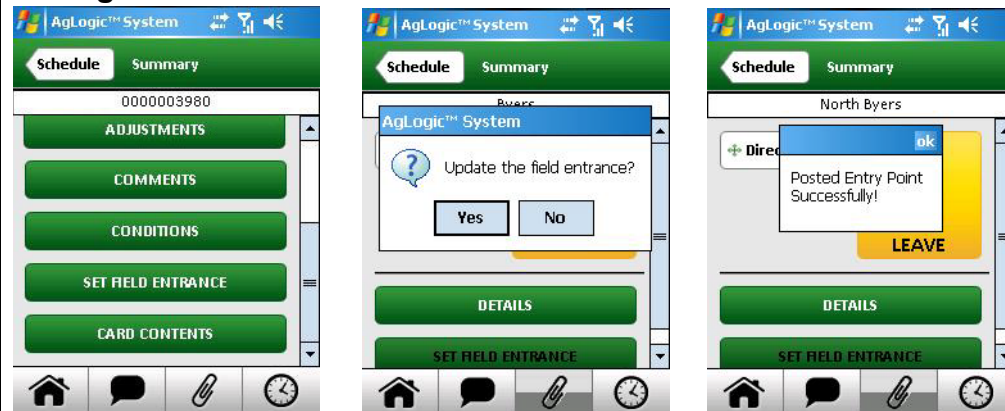 AgLogic™ System
Schedule Summary
0000003980
ADJUSTMENTS
COMMENTS
CONDITIONS
SET FIELD ENTRANCE
CARD CONTENTS
AgLogic™ System
Schedule Summary
Byers
AgLogic™ System
Update the field entrance?
Yes No
DETAILS
SET FIELD ENTRANCE
AgLogic™ System
Schedule Summary
North Byers
Direc
ok
Posted Entry Point
Successfully!
LEAVE
DETAILS
SET FIELD ENTRANCE